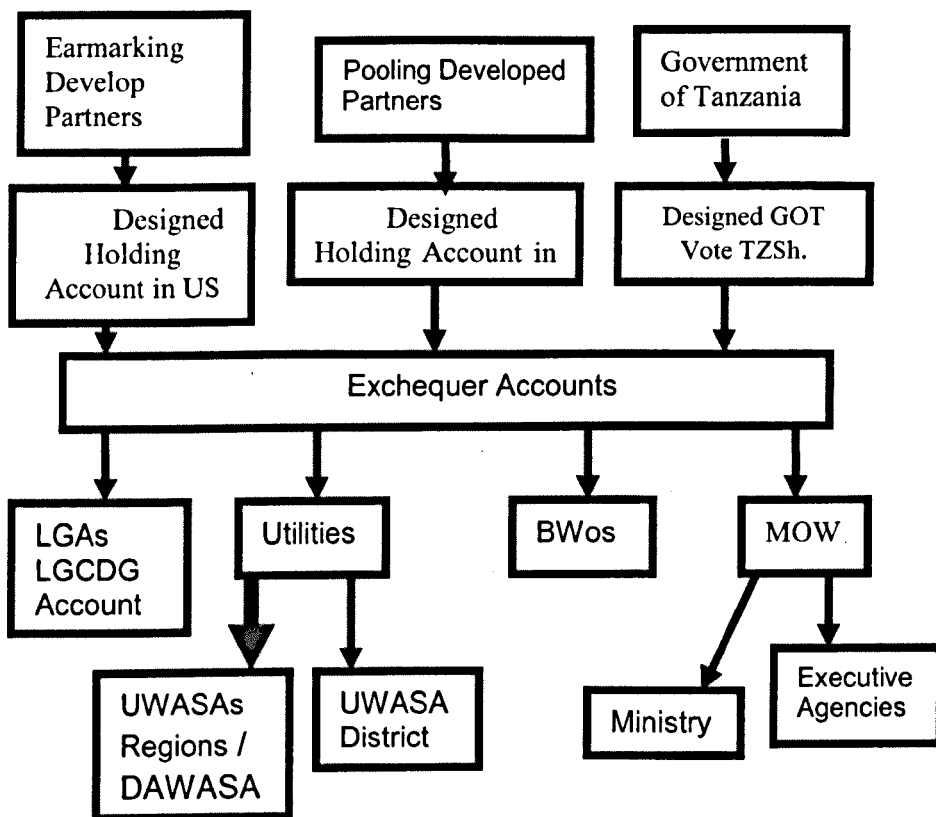 Earmarking
Develop
Partners
Pooling Developed
Partners
Government
of Tanzania
Designed
Holding
Account in US
Designed
Holding Account in
Designed GOT
Vote TZSh.
Exchequer Accounts
LGAs
LGCDG
Account
Utilities
BWos
MOW
UWASAs
Regions /
DAWASA
UWASA
District
Ministry
Executive
Agencies